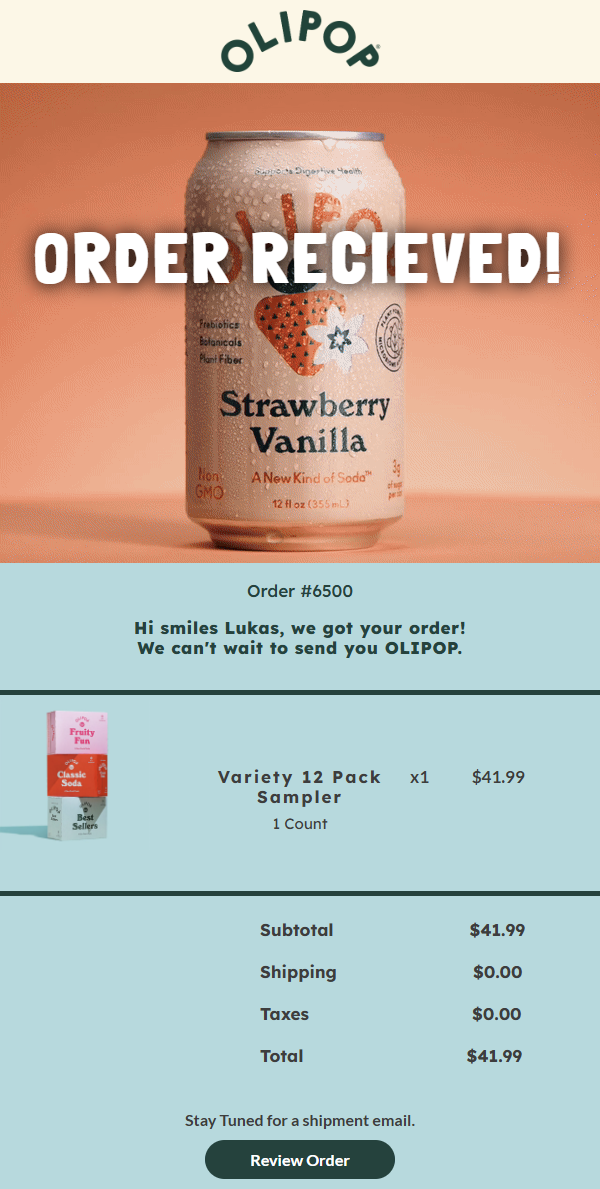 OLIPOP
Supports Digestive Health
OLIPOP
ORDER RECIEVED!
Prebiotics
Botanicals
Plant Fiber
Strawberry
Vanilla
Non
GMO
A New Kind of Soda™
3g
of sugar
per can
12 fl oz (355mL)
Order #6500
Hi smiles Lukas, we got your order!
We can't wait to send you OLIPOP.
OLIPOP
Fruity
Fun
Classic
Soda
OLIPOP
Best
Sellers
Variety 12 Pack
Sampler
x1
$41.99
1 Count
Subtotal $41.99
Shipping $0.00
Taxes $0.00
Total $41.99
Stay Tuned for a shipment email.
Review Order